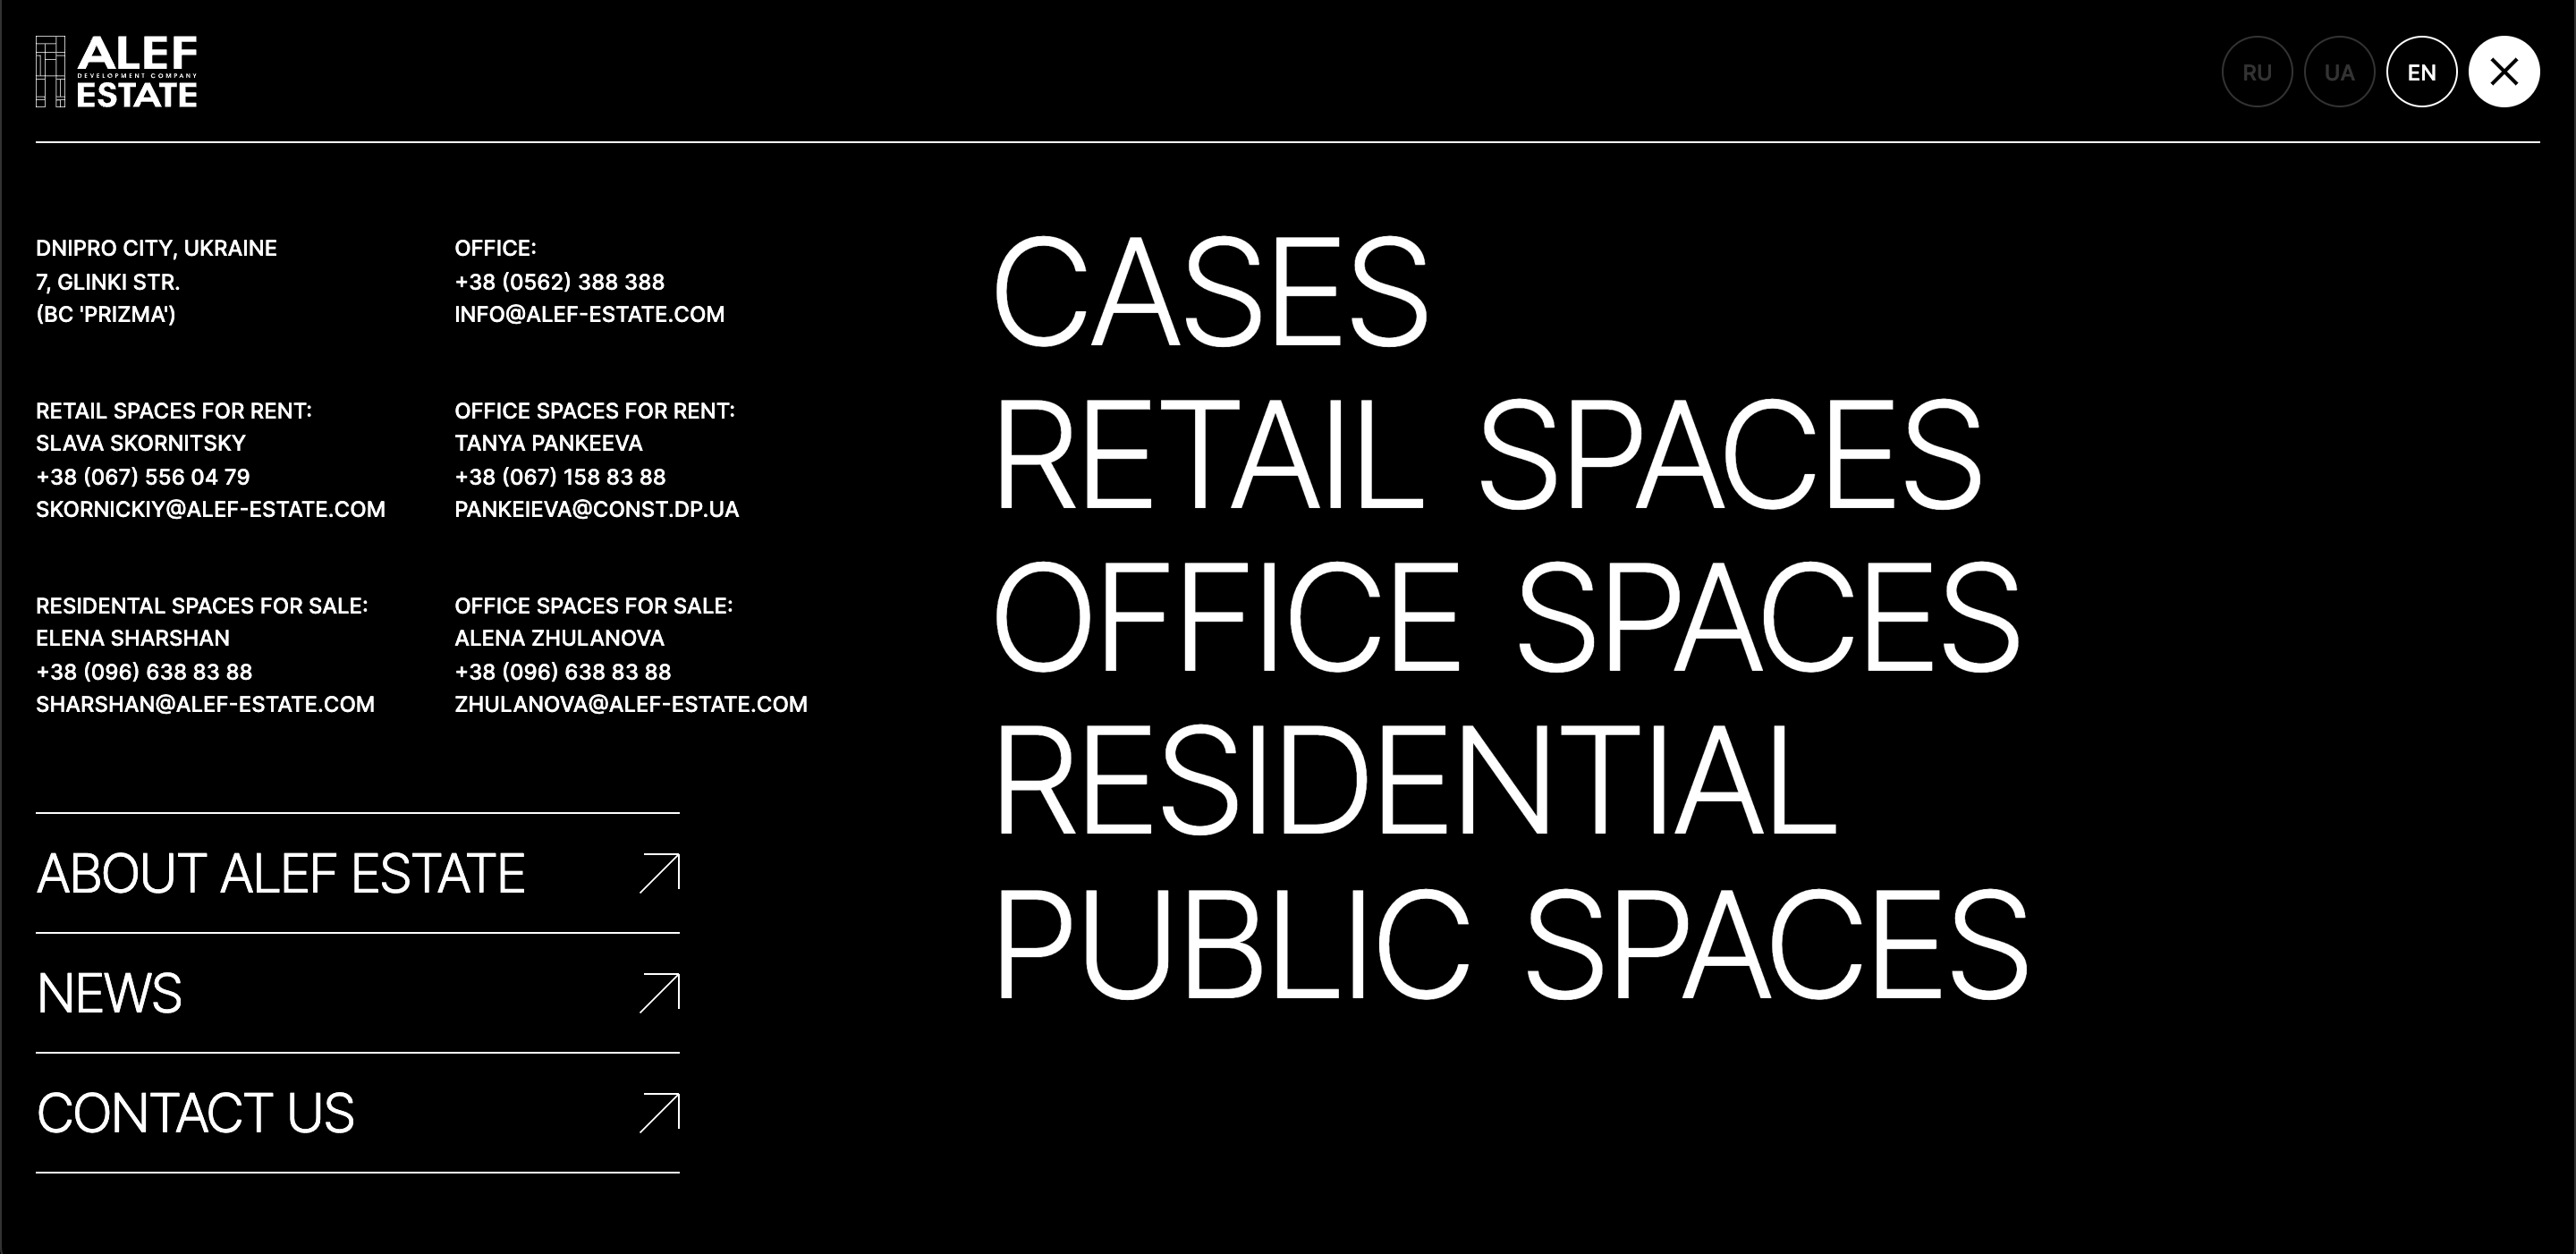 ALEF
DEVELOPMENT COMPANY
ESTATE
RU
UA
EN
DNIPRO CITY, UKRAINE
7, GLINKI STR.
(BC 'PRIZMA')
OFFICE:
+38 (0562) 388 388
INFO@ALEF-ESTATE.COM
RETAIL SPACES FOR RENT:
SLAVA SKORNITSKY
+38 (067) 556 04 79
SKORNICKIY@ALEF-ESTATE.COM
OFFICE SPACES FOR RENT:
TANYA PANKEEVA
+38 (067) 158 83 88
PANKEIEVA@CONST.DP.UA
RESIDENTAL SPACES FOR SALE:
ELENA SHARSHAN
+38 (096) 638 83 88
SHARSHAN@ALEF-ESTATE.COM
OFFICE SPACES FOR SALE:
ALENA ZHULANOVA
+38 (096) 638 83 88
ZHULANOVA@ALEF-ESTATE.COM
ABOUT ALEF ESTATE
NEWS
CONTACT US
CASES
RETAIL SPACES
OFFICE SPACES
RESIDENTIAL
PUBLIC SPACES